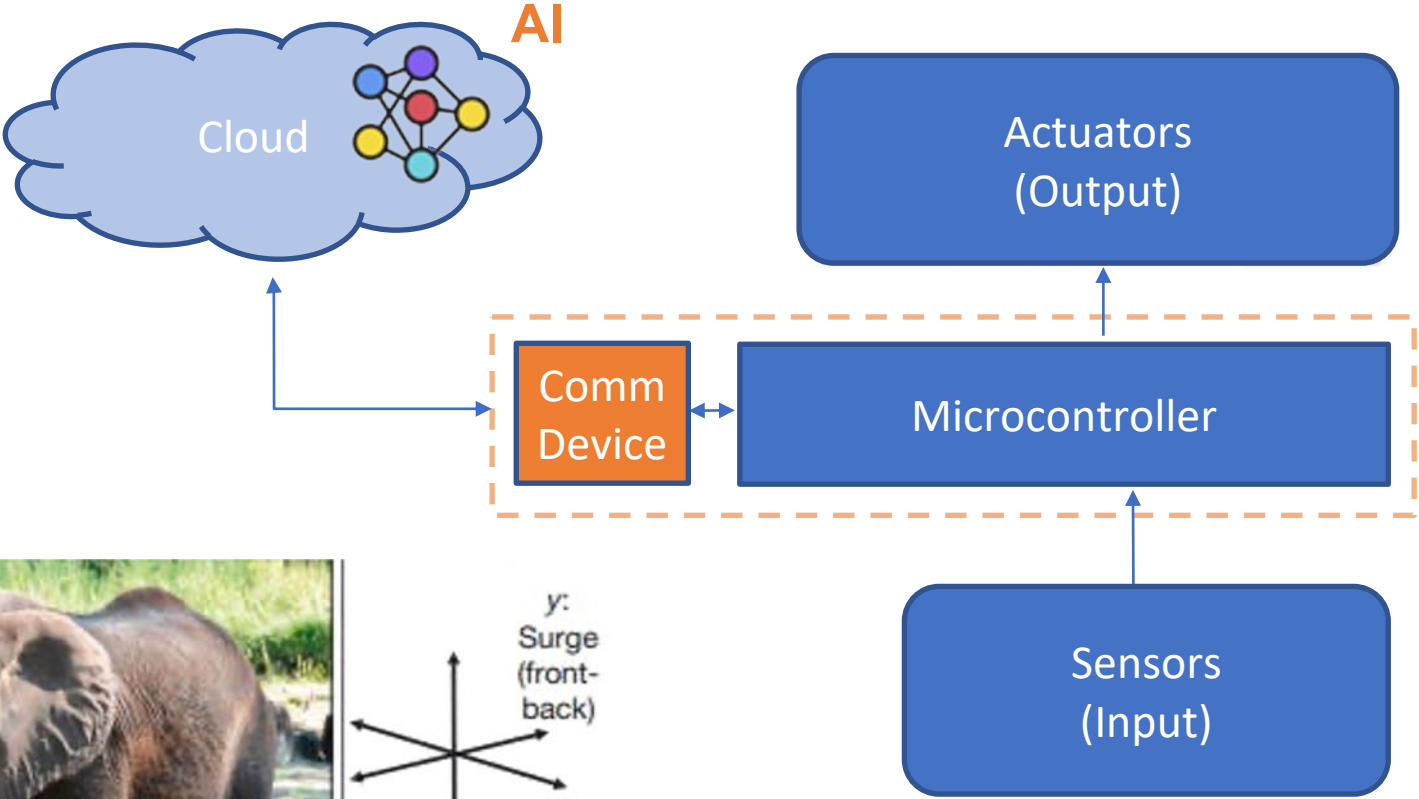 AI
Cloud
Actuators
(Output)
Comm
Device
Microcontroller
y:
Surge
(front-
back)
Sensors
(Input)